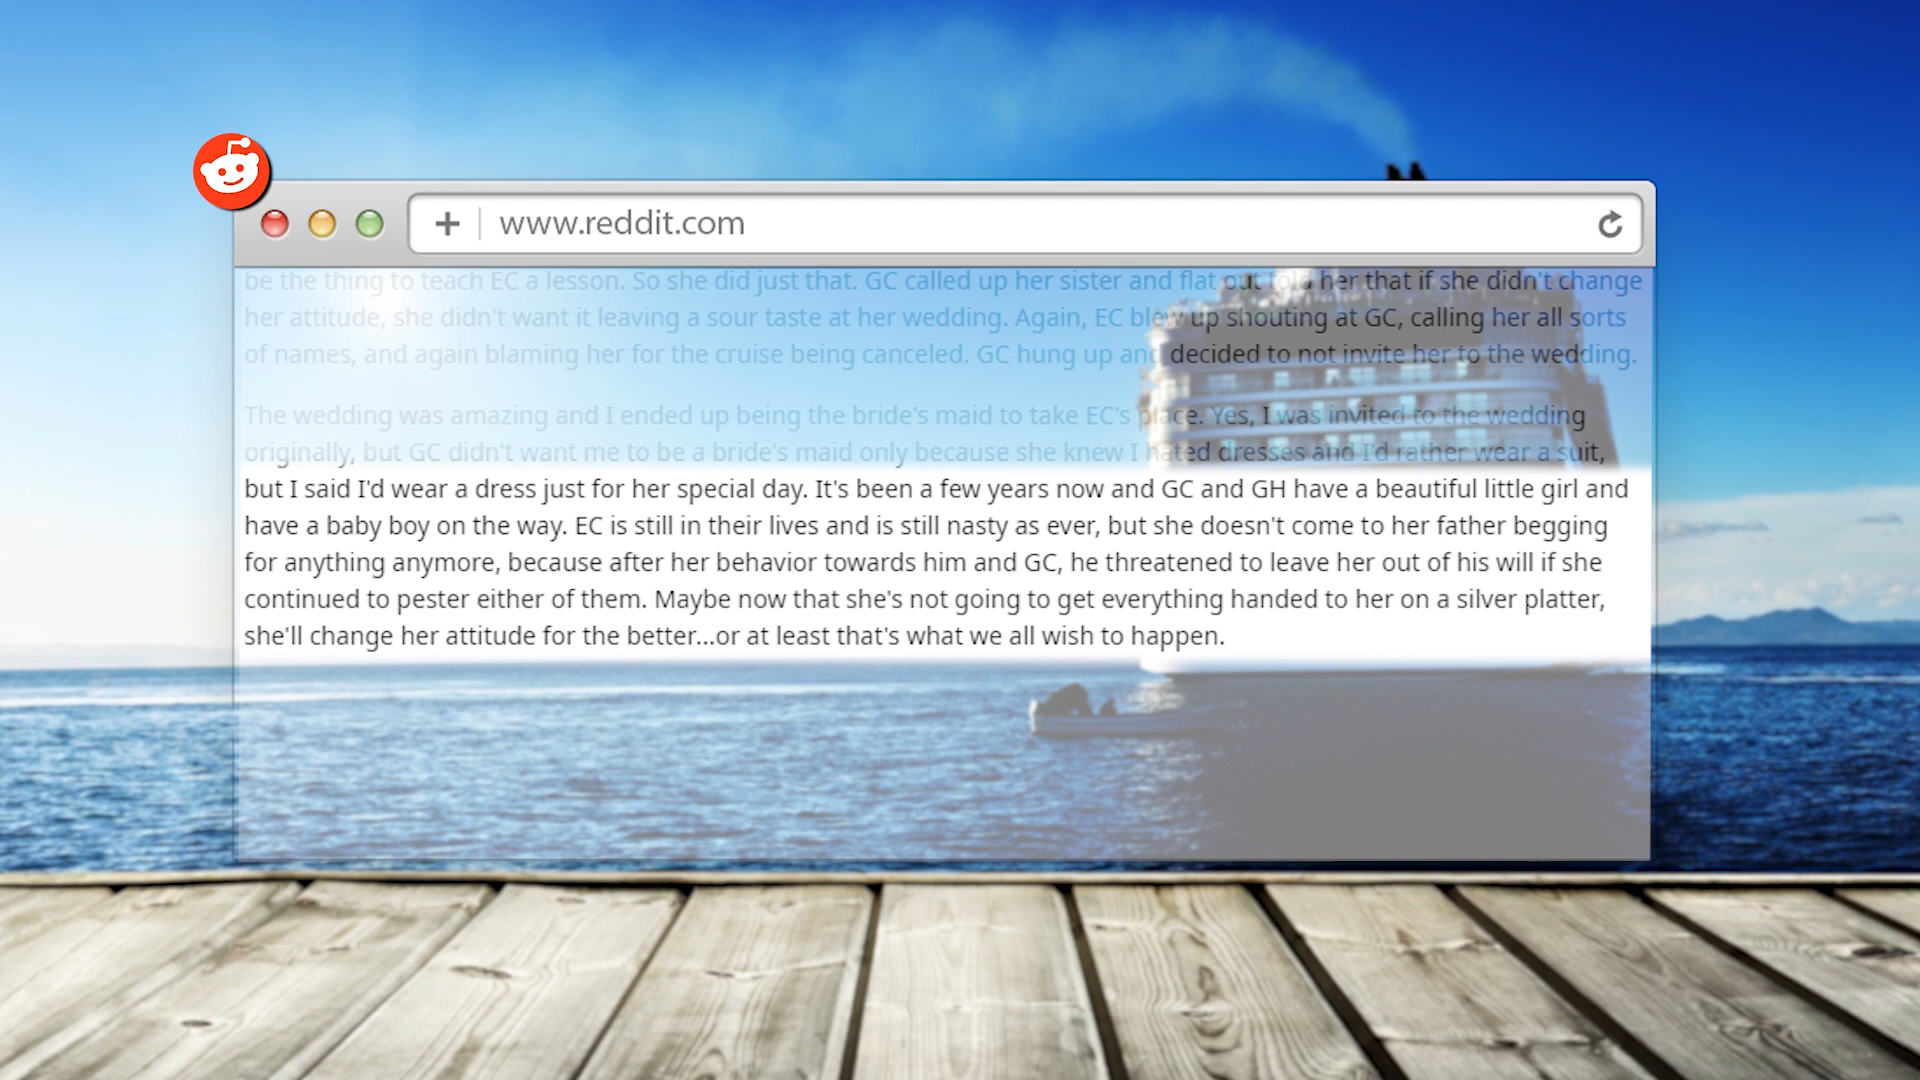 www.reddit.com
be the thing to teach EC a lesson. So she did just that. GC called up her sister and flat out told her that if she didn't change
her attitude, she didn't want it leaving a sour taste at her wedding. Again, EC blew up shouting at GC, calling her all sorts
of names, and again blaming her for the cruise being canceled. GC hung up and decided to not invite her to the wedding.
The wedding was amazing and I ended up being the bride's maid to take EC's place. Yes, I was invited to the wedding
originally, but GC didn't want me to be a bride's maid only because she knew I hated dresses and I'd rather wear a suit,
but I said I'd wear a dress just for her special day. It's been a few years now and GC and GH have a beautiful little girl and
have a baby boy on the way. EC is still in their lives and is still nasty as ever, but she doesn't come to her father begging
for anything anymore, because after her behavior towards him and GC, he threatened to leave her out of his will if she
continued to pester either of them. Maybe now that she's not going to get everything handed to her on a silver platter,
she'll change her attitude for the better...or at least that's what we all wish to happen.